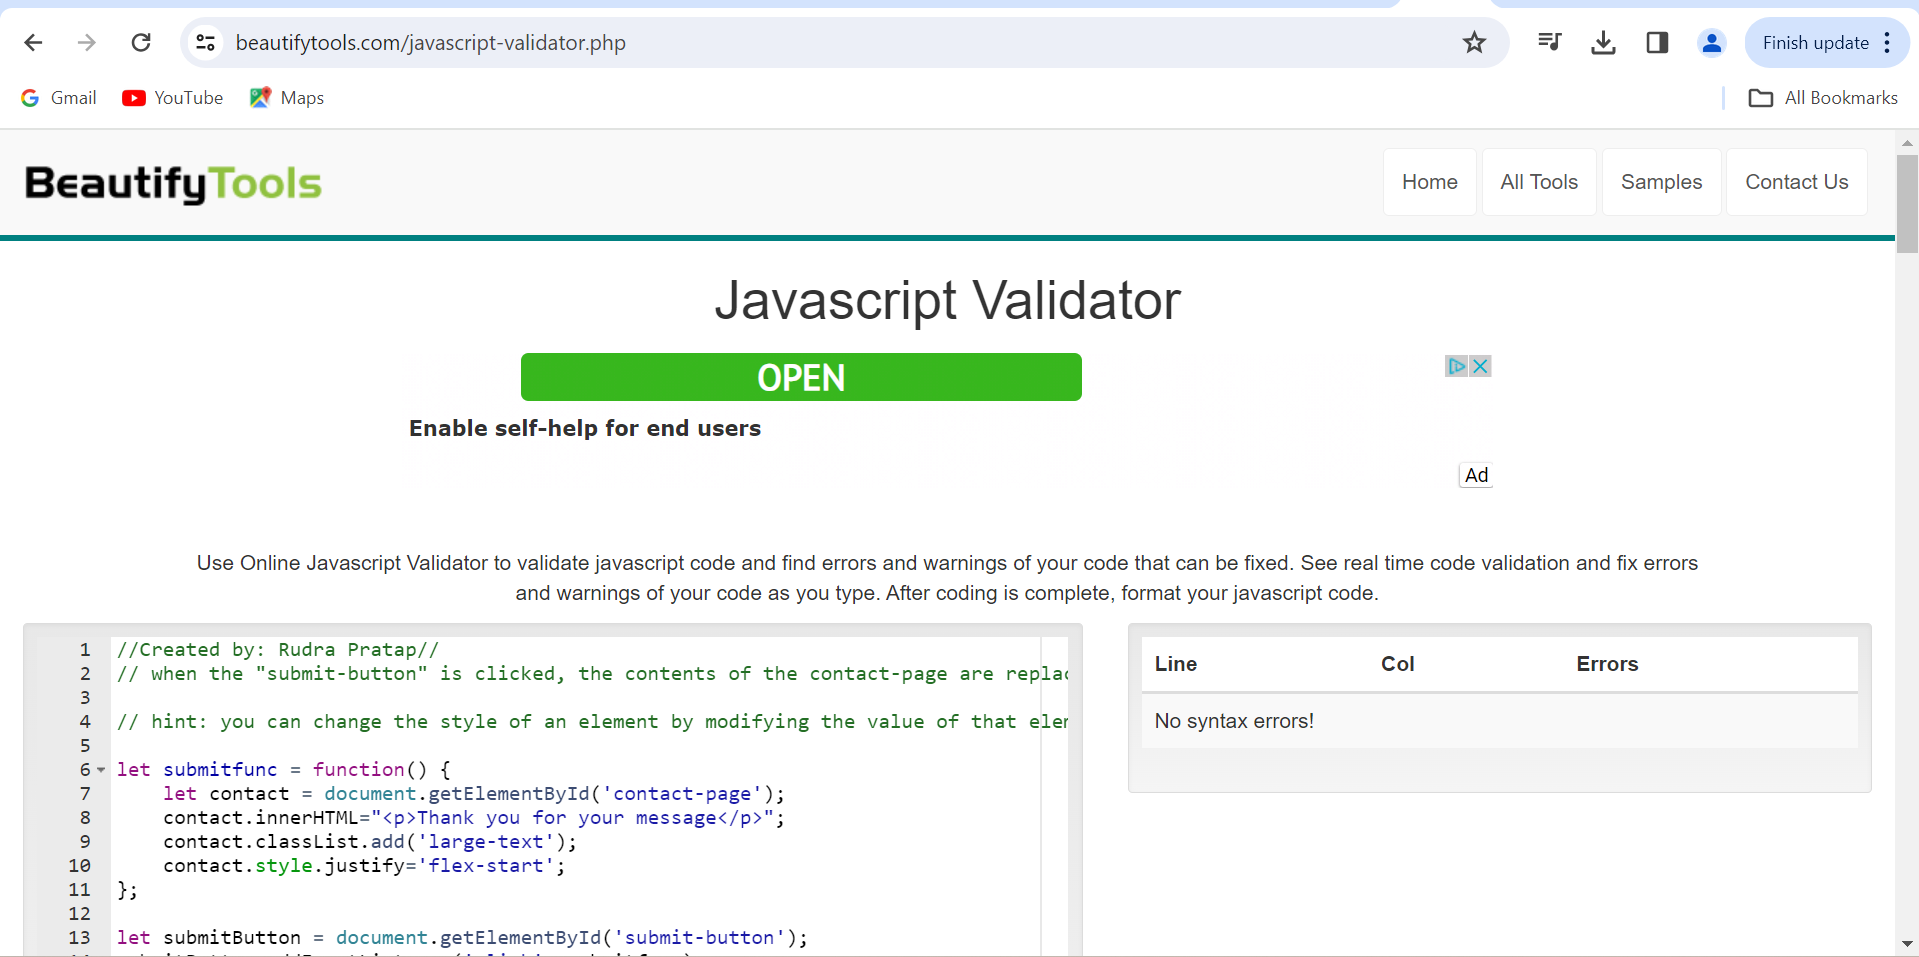 beautifytools.com/javascript-validator.php
Finish update
Gmail
YouTube
Maps
All Bookmarks
BeautifyTools
Home
All Tools
Samples
Contact Us
Javascript Validator
OPEN
Enable self-help for end users
Ad
Use Online Javascript Validator to validate javascript code and find errors and warnings of your code that can be fixed. See real time code validation and fix errors
and warnings of your code as you type. After coding is complete, format your javascript code.
1 //Created by: Rudra Pratap//
2 // when the "submit-button" is clicked, the contents of the contact-page are
3
4 // hint: you can change the style of an element by modifying the value of that
5
6 let submitfunc = function() {
7 let contact = document.getElementById('contact-page');
8 contact.innerHTML="<p>Thank you for your message</p>";
9 contact.classList.add('large-text');
10 contact.style.justify='flex-start';
11 };
12
13 let submitButton = document.getElementById('submit-button');
Line Col Errors
No syntax errors!